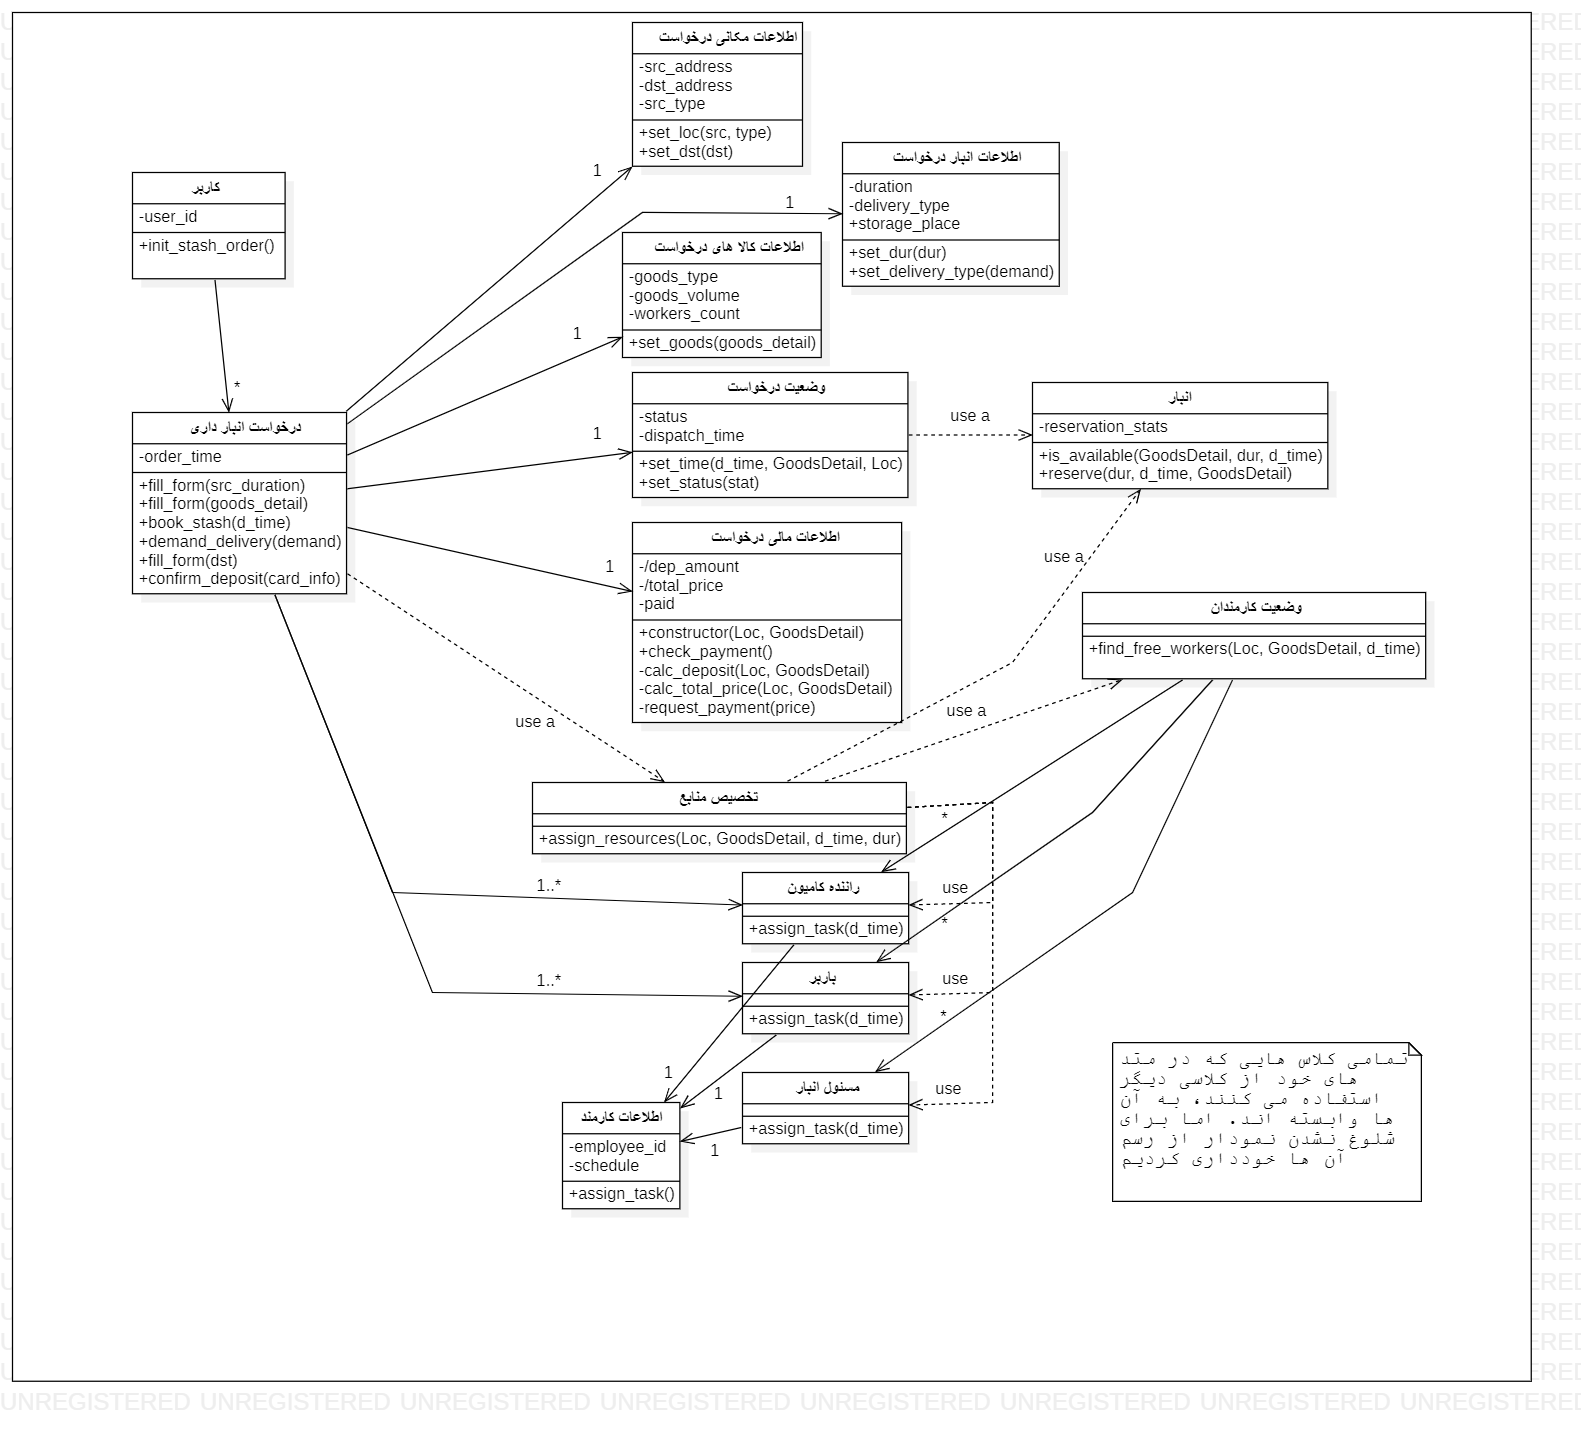 اطلاعات مکانی درخواست
-src_address
-dst_address
-src_type
+set_loc(src, type)
+set_dst(dst)
1
اطلاعات انبار درخواست
-duration
-delivery_type
+storage_place
+set_dur(dur)
+set_delivery_type(demand)
1
کاربر
-user_id
+init_stash_order()
*
اطلاعات کالا های درخواست
-goods_type
-goods_volume
-workers_count
+set_goods(goods_detail)
1
وضعیت درخواست
-status
-dispatch_time
+set_time(d_time, GoodsDetail, Loc)
+set_status(stat)
1
use a
انبار
-reservation_stats
+is_available(GoodsDetail, dur, d_time)
+reserve(dur, d_time, GoodsDetail)
درخواست انبار داری
-order_time
+fill_form(src_duration)
+fill_form(goods_detail)
+book_stash(d_time)
+demand_delivery(demand)
+fill_form(dst)
+confirm_deposit(card_info)
اطلاعات مالی درخواست
-/dep_amount
-/total_price
-paid
+constructor(Loc, GoodsDetail)
+check_payment()
-calc_deposit(Loc, GoodsDetail)
-calc_total_price(Loc, GoodsDetail)
-request_payment(price)
1
use a
وضعیت کارمندان
+find_free_workers(Loc, GoodsDetail, d_time)
use a
use a
تخصیص منابع
+assign_resources(Loc, GoodsDetail, d_time, dur)
*
راننده کامیون
+assign_task(d_time)
1..*
use
*
باربر
+assign_task(d_time)
1..*
use
*
مسئول انبار
+assign_task(d_time)
use
1
1
1
اطلاعات کارمند
-employee_id
-schedule
+assign_task()
تمامی کلاس هایی که در متد
های خود از کلاسی دیگر
استفاده می کنند، به آن
ها وابسته اند. اما برای
شلوغ نشدن نمودار از رسم
آن ها خودداری کردیم
UNREGISTERED UNREGISTERED UNREGISTERED UNREGISTERED UNREGISTERED UNREGISTERED UNREGISTERED UNREGISTERED